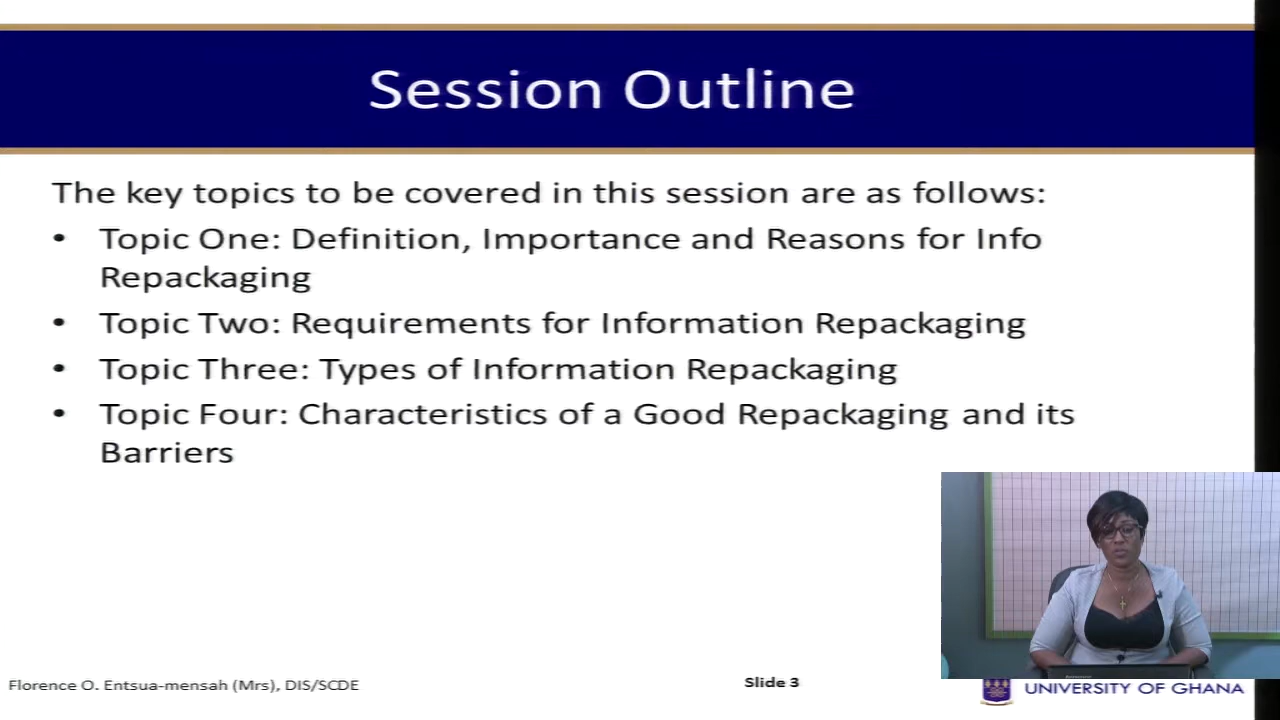 Session Outline
The key topics to be covered in this session are as follows:
• Topic One: Definition, Importance and Reasons for Info
Repackaging
• Topic Two: Requirements for Information Repackaging
• Topic Three: Types of Information Repackaging
• Topic Four: Characteristics of a Good Repackaging and its
Barriers
Florence O. Entsua-mensah (Mrs), DIS/SCDE
Slide 3
UNIVERSITY OF GHANA